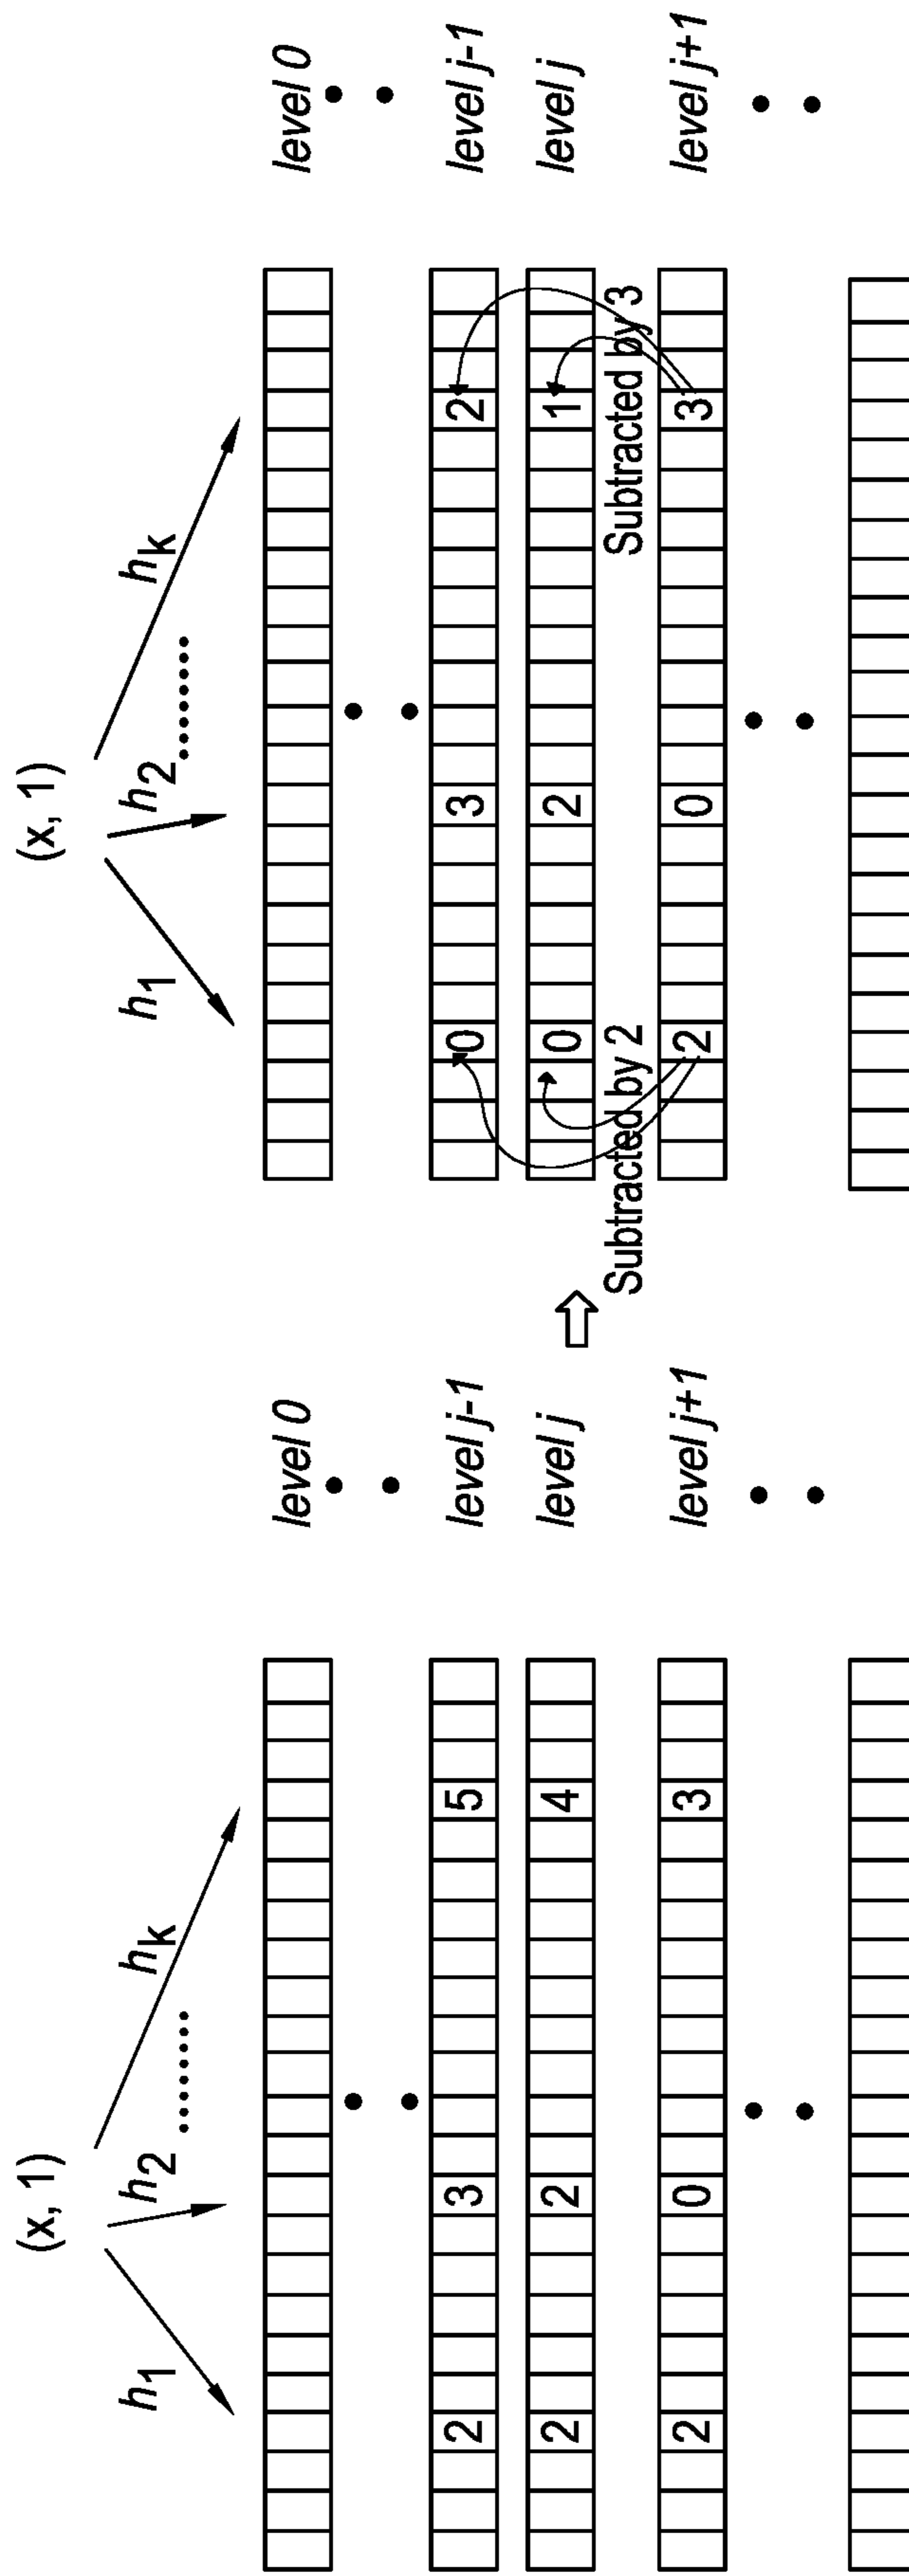 (x, 1)
h1 h2 ........ hk
level 0
2 3 5 level j-1
2 2 4 level j
2 0 3 level j+1
(x, 1)
h1 h2 ........ hk
level 0
0 3 2 level j-1
0 2 1 level j
Subtracted by 2 Subtracted by 3
2 0 3 level j+1